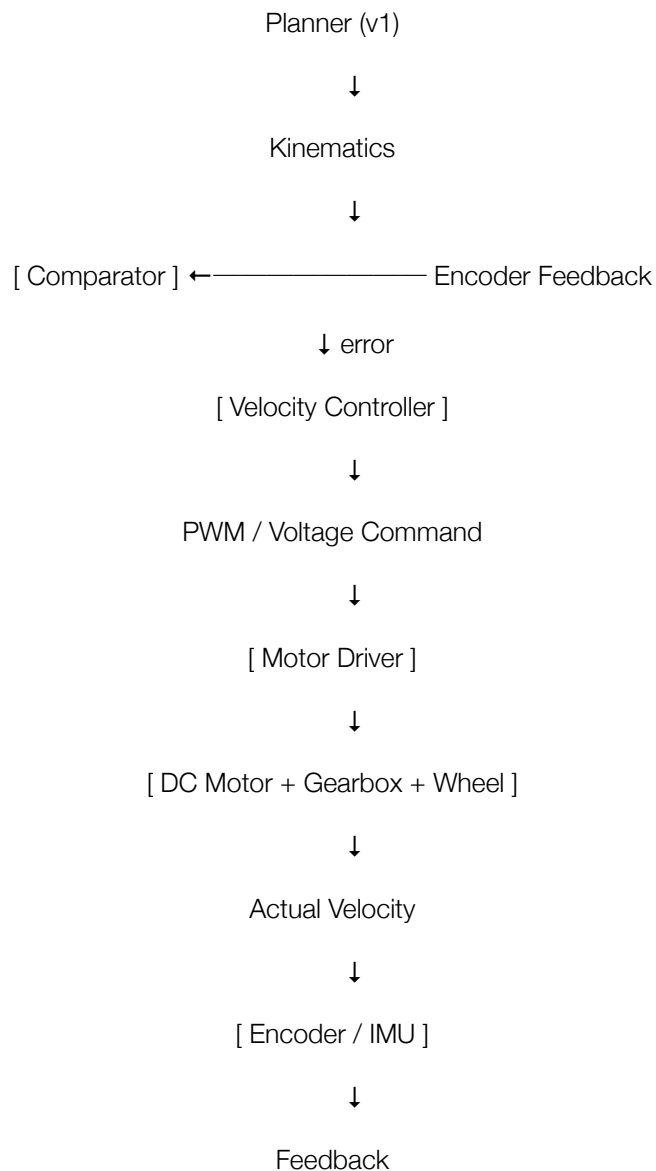 Planner (v1)
↓
Kinematics
↓
[ Comparator ] ←──────────── Encoder Feedback
↓ error
[ Velocity Controller ]
↓
PWM / Voltage Command
↓
[ Motor Driver ]
↓
[ DC Motor + Gearbox + Wheel ]
↓
Actual Velocity
↓
[ Encoder / IMU ]
↓
Feedback